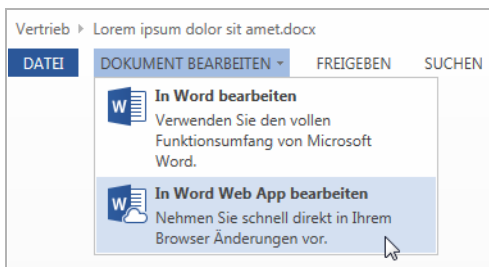 Vertrieb ▸ Lorem ipsum dolor sit amet.docx
DATEI DOKUMENT BEARBEITEN FREIGEBEN SUCHEN
In Word bearbeiten
Verwenden Sie den vollen
Funktionsumfang von Microsoft
Word.
In Word Web App bearbeiten
Nehmen Sie schnell direkt in Ihrem
Browser Änderungen vor.